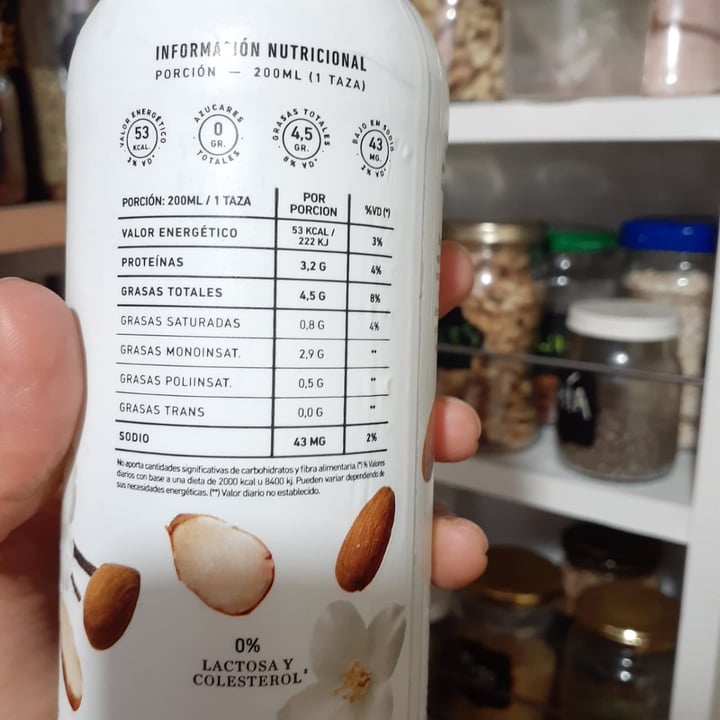 INFORMACIÓN NUTRICIONAL
PORCIÓN — 200ML (1 TAZA)
VALOR ENERGÉTICO
53
KCAL.
3% VD*
AZUCARES
0
GR.
TOTALES
GRASAS TOTALES
4,5
GR.
8% VD*
BAJO EN SODIO
43
MG.
2% VD*
PORCIÓN: 200ML / 1 TAZA POR PORCION %VD (*)
VALOR ENERGÉTICO 53 KCAL / 222 KJ 3%
PROTEÍNAS 3,2 G 4%
GRASAS TOTALES 4,5 G 8%
GRASAS SATURADAS 0,8 G 4%
GRASAS MONOINSAT. 2,9 G **
GRASAS POLIINSAT. 0,5 G **
GRASAS TRANS 0,0 G **
SODIO 43 MG 2%
No aporta cantidades significativas de carbohidratos y fibra alimentaria. (*) % Valores
diarios con base a una dieta de 2000 kcal u 8400 kj. Pueden variar dependiendo de
sus necesidades energéticas. (**) Valor diario no establecido.
0%
LACTOSA Y
COLESTEROL'